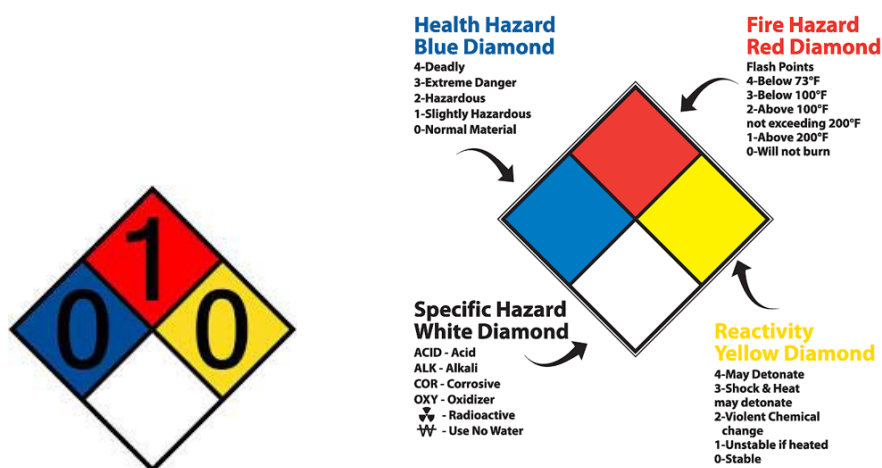 Health Hazard
Blue Diamond
4-Deadly
3-Extreme Danger
2-Hazardous
1-Slightly Hazardous
0-Normal Material
Fire Hazard
Red Diamond
Flash Points
4-Below 73°F
3-Below 100°F
2-Above 100°F
not exceeding 200°F
1-Above 200°F
0-Will not burn
1
0 0
Specific Hazard
White Diamond
ACID - Acid
ALK - Alkali
COR - Corrosive
OXY - Oxidizer
- Radioactive
W - Use No Water
Reactivity
Yellow Diamond
4-May Detonate
3-Shock & Heat
may detonate
2-Violent Chemical
change
1-Unstable if heated
0-Stable